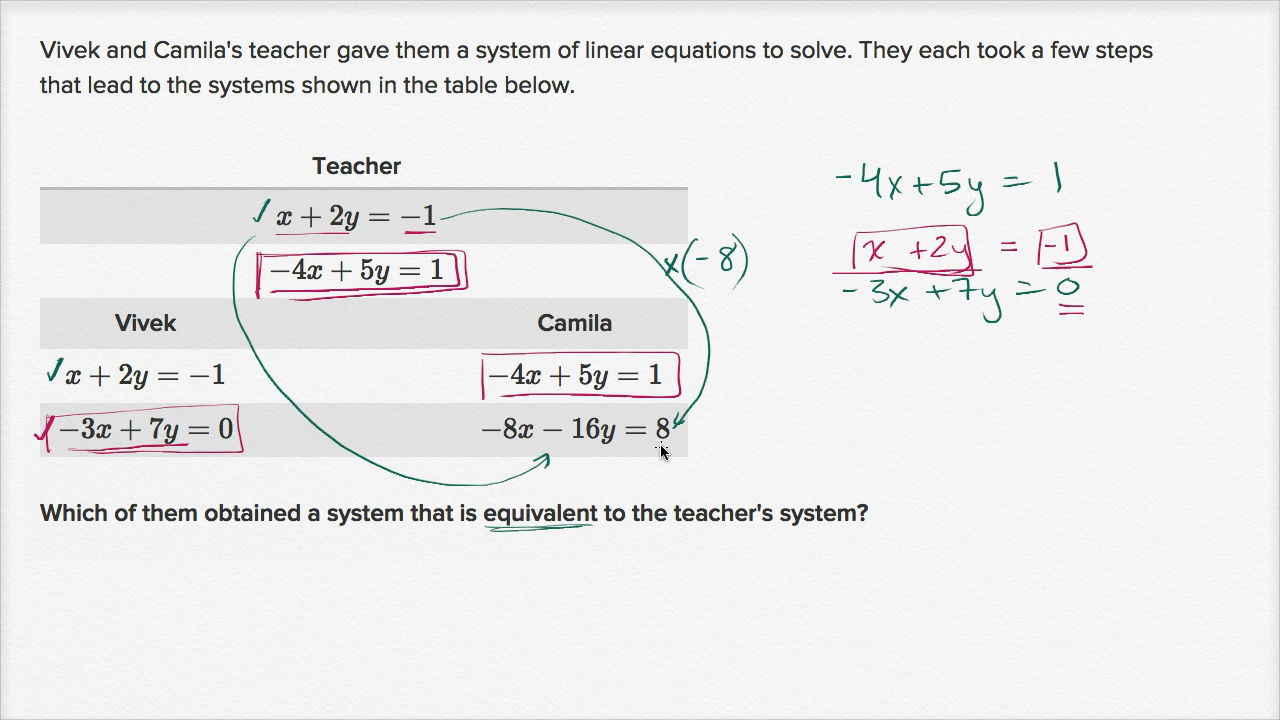 Vivek and Camila's teacher gave them a system of linear equations to solve. They each took a few steps
that lead to the systems shown in the table below.
Teacher
✓ x + 2y = −1
−4x + 5y = 1
x(-8)
Vivek
Camila
✓ x + 2y = −1
−4x + 5y = 1
✓ −3x + 7y = 0
−8x − 16y = 8
-4x+5y = 1
x +2y = -1
-3x +7y = 0
Which of them obtained a system that is equivalent to the teacher's system?